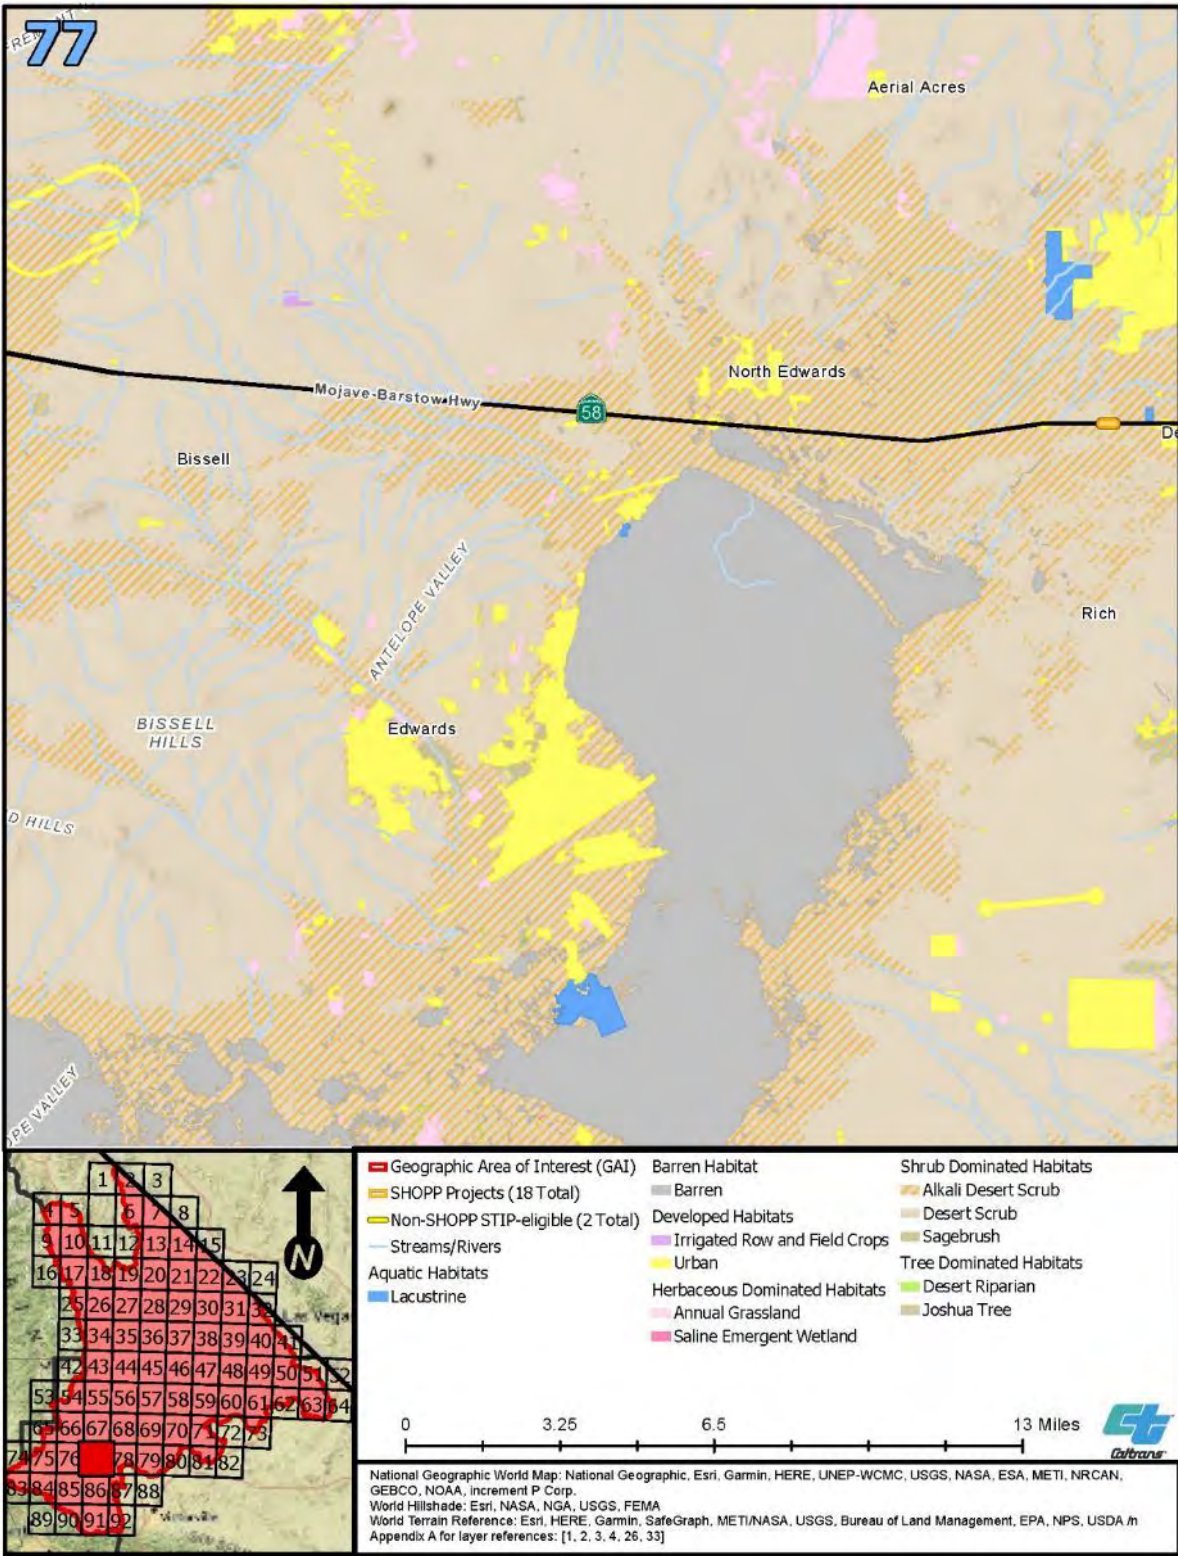 77
Aerial Acres
North Edwards
Mojave-Barstow Hwy
58
De
Bissell
ANTELOPE VALLEY
Rich
BISSELL
HILLS
Edwards
D HILLS
OPE VALLEY
1 2 3
4 5 6 7 8
9 10 11 12 13 14 15
16 17 18 19 20 21 22 23 24
25 26 27 28 29 30 31 32
Las Vega
33 34 35 36 37 38 39 40 41
42 43 44 45 46 47 48 49 50 51 52
53 54 55 56 57 58 59 60 61 62 63 64
65 66 67 68 69 70 71 72 73
74 75 76 78 79 80 81 82
83 84 85 86 87 88
89 90 91 92
N
Geographic Area of Interest (GAI)
SHOPP Projects (18 Total)
Non-SHOPP STIP-eligible (2 Total)
Streams/Rivers
Aquatic Habitats
Lacustrine
Barren Habitat
Barren
Developed Habitats
Irrigated Row and Field Crops
Urban
Herbaceous Dominated Habitats
Annual Grassland
Saline Emergent Wetland
Shrub Dominated Habitats
Alkali Desert Scrub
Desert Scrub
Sagebrush
Tree Dominated Habitats
Desert Riparian
Joshua Tree
0 3.25 6.5 13 Miles
Caltrans
National Geographic World Map: National Geographic, Esri, Garmin, HERE, UNEP-WCMC, USGS, NASA, ESA, METI, NRCAN,
GEBCO, NOAA, increment P Corp.
World Hillshade: Esri, NASA, NGA, USGS, FEMA
World Terrain Reference: Esri, HERE, Garmin, SafeGraph, METI/NASA, USGS, Bureau of Land Management, EPA, NPS, USDA /n
Appendix A for layer references: [1, 2, 3, 4, 26, 33]